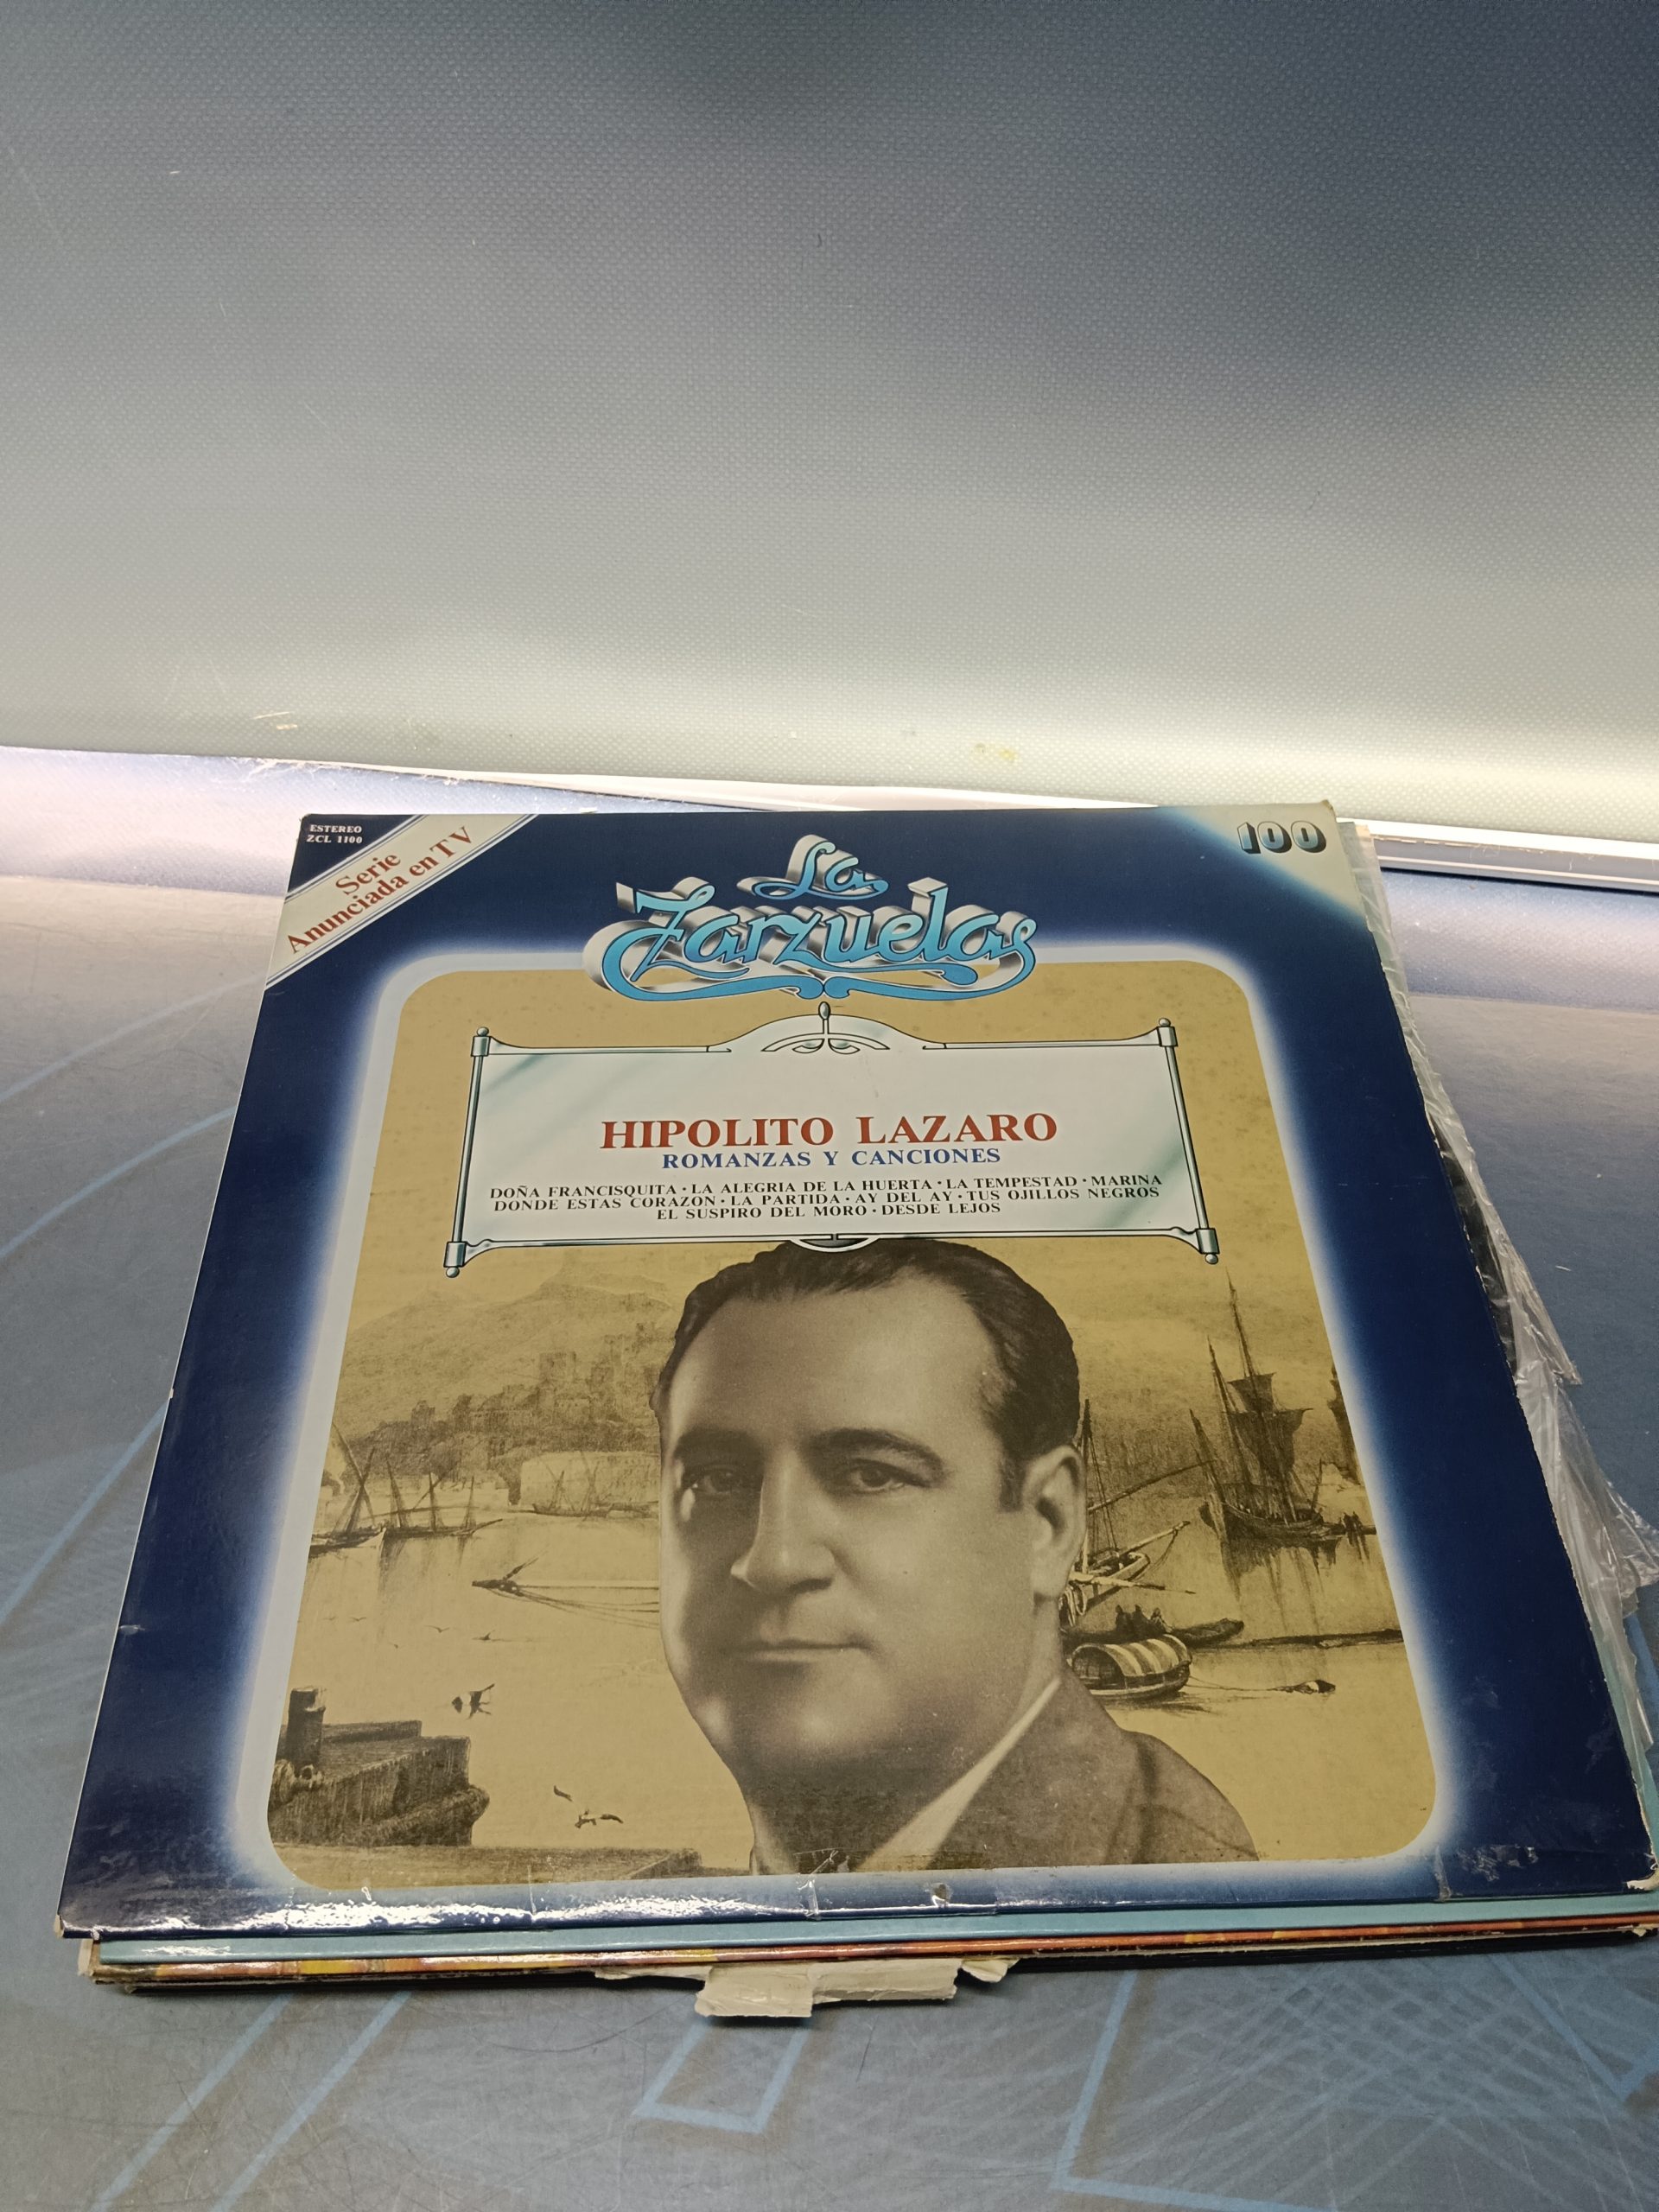 ESTEREO
ZCL 1100
Serie
Anunciada en TV
100
La
Zarzuelas
HIPOLITO LAZARO
ROMANZAS Y CANCIONES
DOÑA FRANCISQUITA · LA ALEGRIA DE LA HUERTA · LA TEMPESTAD · MARINA
DONDE ESTAS CORAZON · LA PARTIDA · AY DEL AY · TUS OJILLOS NEGROS
EL SUSPIRO DEL MORO · DESDE LEJOS